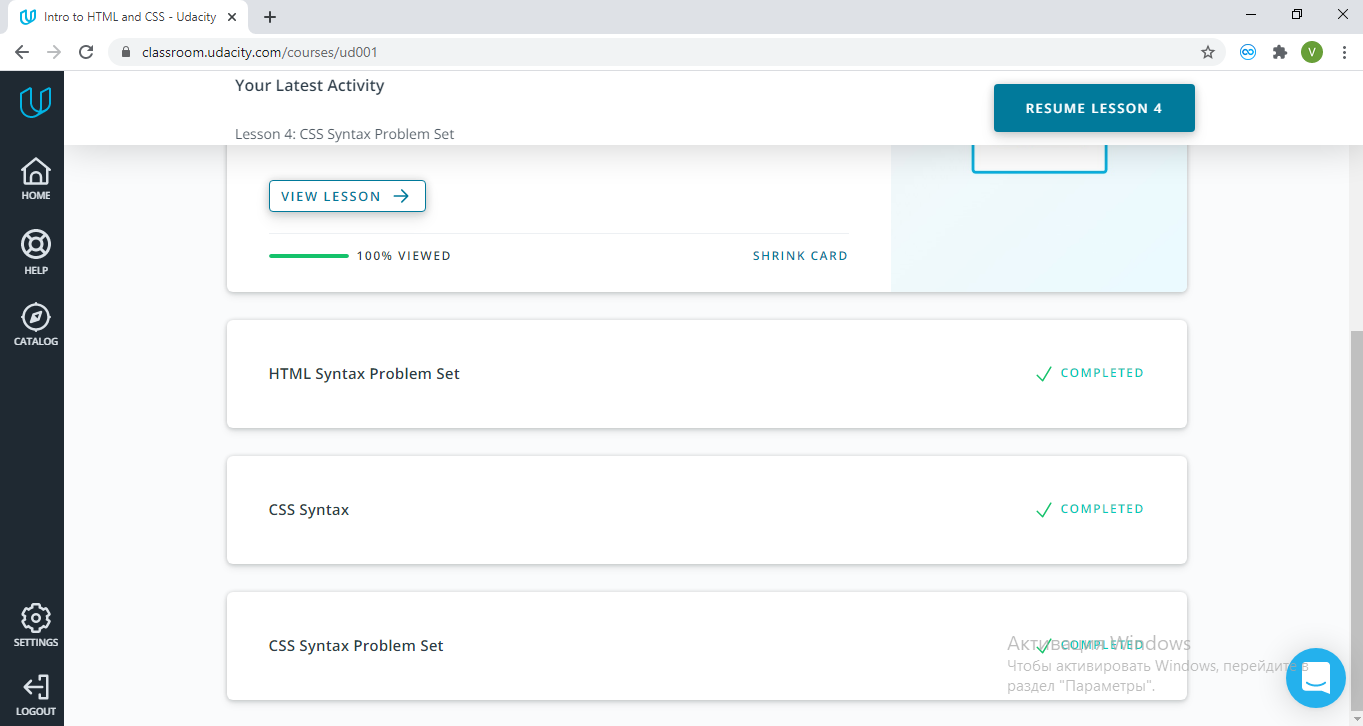 Intro to HTML and CSS - Udacity
classroom.udacity.com/courses/ud001
V
Your Latest Activity
RESUME LESSON 4
Lesson 4: CSS Syntax Problem Set
HOME
VIEW LESSON
HELP
100% VIEWED
SHRINK CARD
CATALOG
HTML Syntax Problem Set
COMPLETED
CSS Syntax
COMPLETED
CSS Syntax Problem Set
COMPLETED
Активация Windows
Чтобы активировать Windows, перейдите в
раздел "Параметры".
SETTINGS
LOGOUT